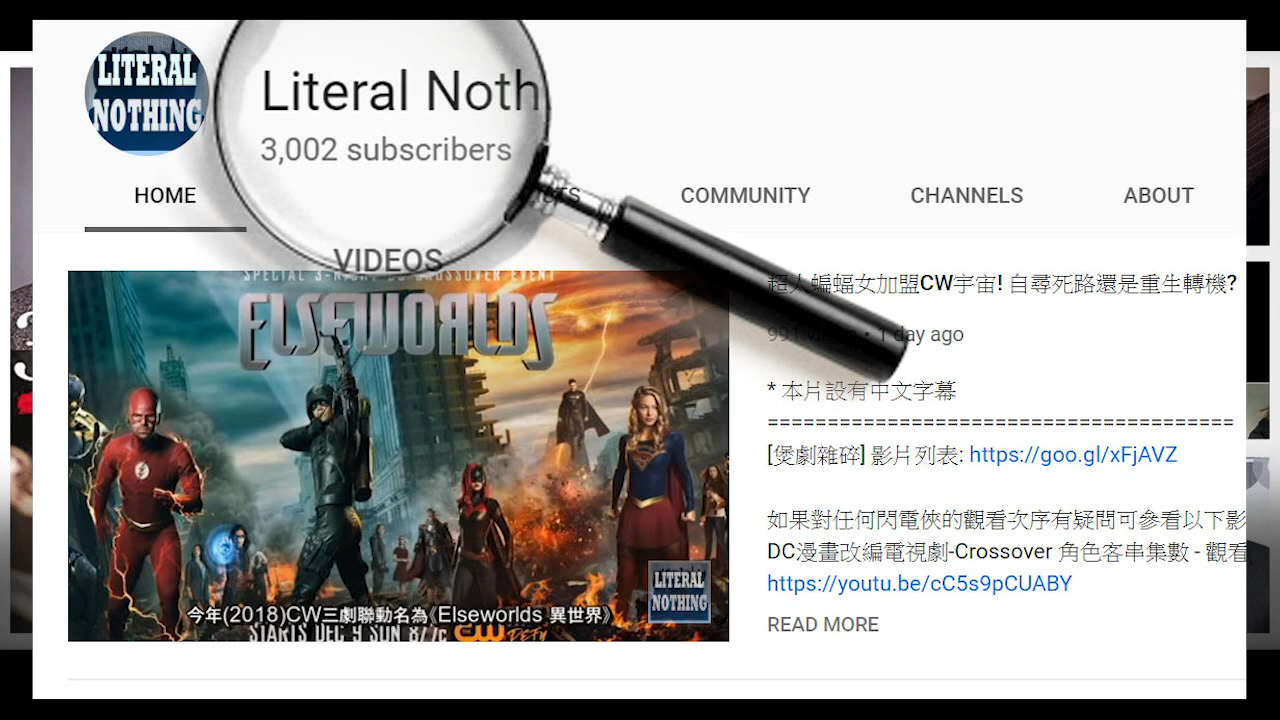 LITERAL
NOTHING
Literal Noth
3,002 subscribers
HOME
VIDEOS
COMMUNITY
CHANNELS
ABOUT
SPECIAL 3-NIGHT DC CROSSOVER EVENT
ELSEWORLDS
LITERAL
NOTHING
今年(2018)CW三劇聯動名為《Elseworlds 異世界》
STARTS DEC 9 SUN 8/7c CW
超人蝙蝠女加盟CW宇宙! 自尋死路還是重生轉機?
991 views • 1 day ago
* 本片設有中文字幕
=======================================
[煲劇雜碎] 影片列表: https://goo.gl/xFjAVZ
如果對任何閃電俠的觀看次序有疑問可參看以下影
DC漫畫改編電視劇-Crossover 角色客串集數 - 觀看
https://youtu.be/cC5s9pCUABY
READ MORE